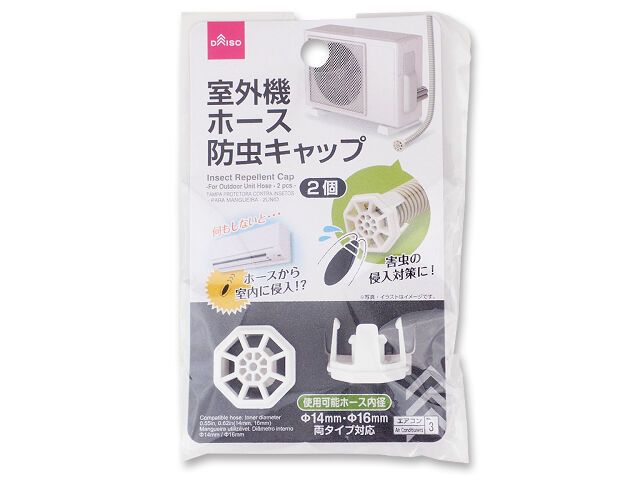 DAISO
室外機
ホース
防虫キャップ
Insect Repellent Cap
-For Outdoor Unit Hose - 2 pcs.-
TAMPA PROTETORA CONTRA INSETOS
PARA MANGUEIRA - 2UNID
2個
何もしないと・・・
ホースから
室内に侵入!?
害虫の
侵入対策に!
※写真・イラストはイメージです。
使用可能ホース内径
Φ14mm・Φ16mm
両タイプ対応
Compatible hose: Inner diameter
0.55in, 0.62in(14mm, 16mm)
Mangueira utilizável: Diâmetro interno
Φ14mm / Φ16mm
エアコン
Air Conditioners
No.
3